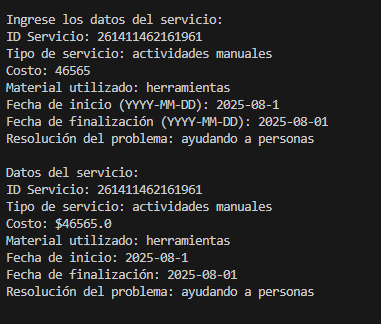 Ingrese los datos del servicio:
ID Servicio: 261411462161961
Tipo de servicio: actividades manuales
Costo: 46565
Material utilizado: herramientas
Fecha de inicio (YYYY-MM-DD): 2025-08-1
Fecha de finalización (YYYY-MM-DD): 2025-08-01
Resolución del problema: ayudando a personas

Datos del servicio:
ID Servicio: 261411462161961
Tipo de servicio: actividades manuales
Costo: $46565.0
Material utilizado: herramientas
Fecha de inicio: 2025-08-1
Fecha de finalización: 2025-08-01
Resolución del problema: ayudando a personas